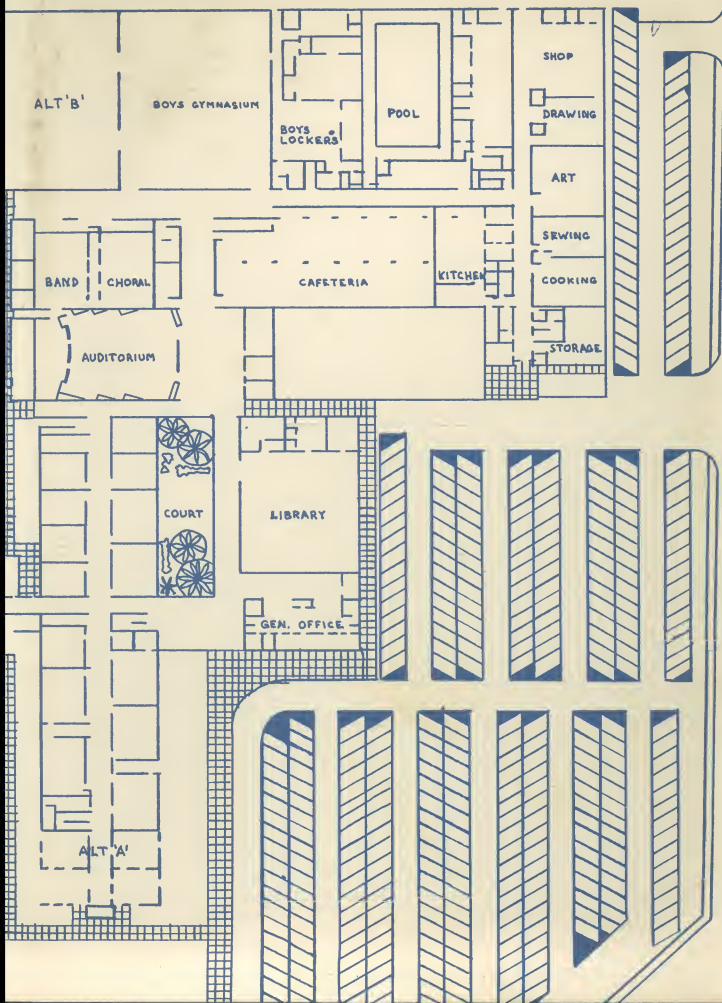 SHOP
ALT 'B'
BOYS GYMNASIUM
POOL
DRAWING
BOYS
LOCKERS
ART
SEWING
BAND
CHORAL
CAFETERIA
KITCHEN
COOKING
AUDITORIUM
STORAGE
COURT
LIBRARY
GEN. OFFICE
ALT 'A'